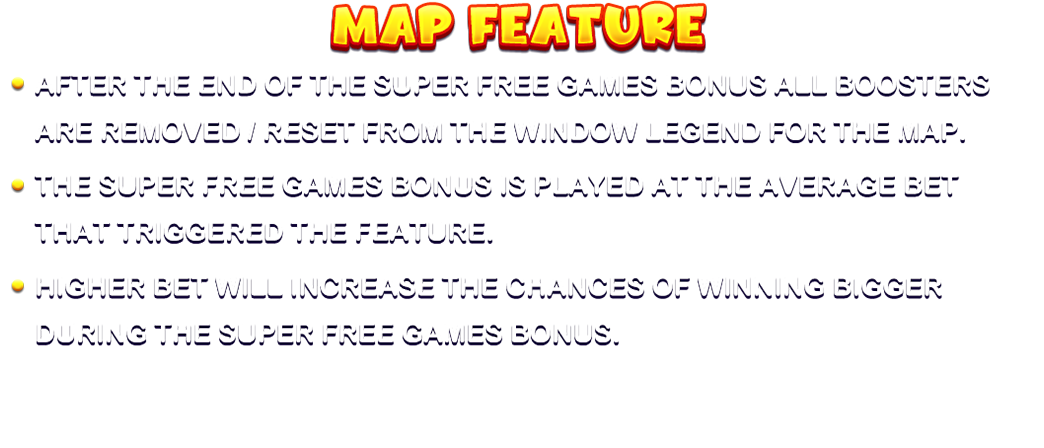 MAP FEATURE
• AFTER THE END OF THE SUPER FREE GAMES BONUS ALL BOOSTERS
ARE REMOVED / RESET FROM THE WINDOW LEGEND FOR THE MAP.
• THE SUPER FREE GAMES BONUS IS PLAYED AT THE AVERAGE BET
THAT TRIGGERED THE FEATURE.
• HIGHER BET WILL INCREASE THE CHANCES OF WINNING BIGGER
DURING THE SUPER FREE GAMES BONUS.